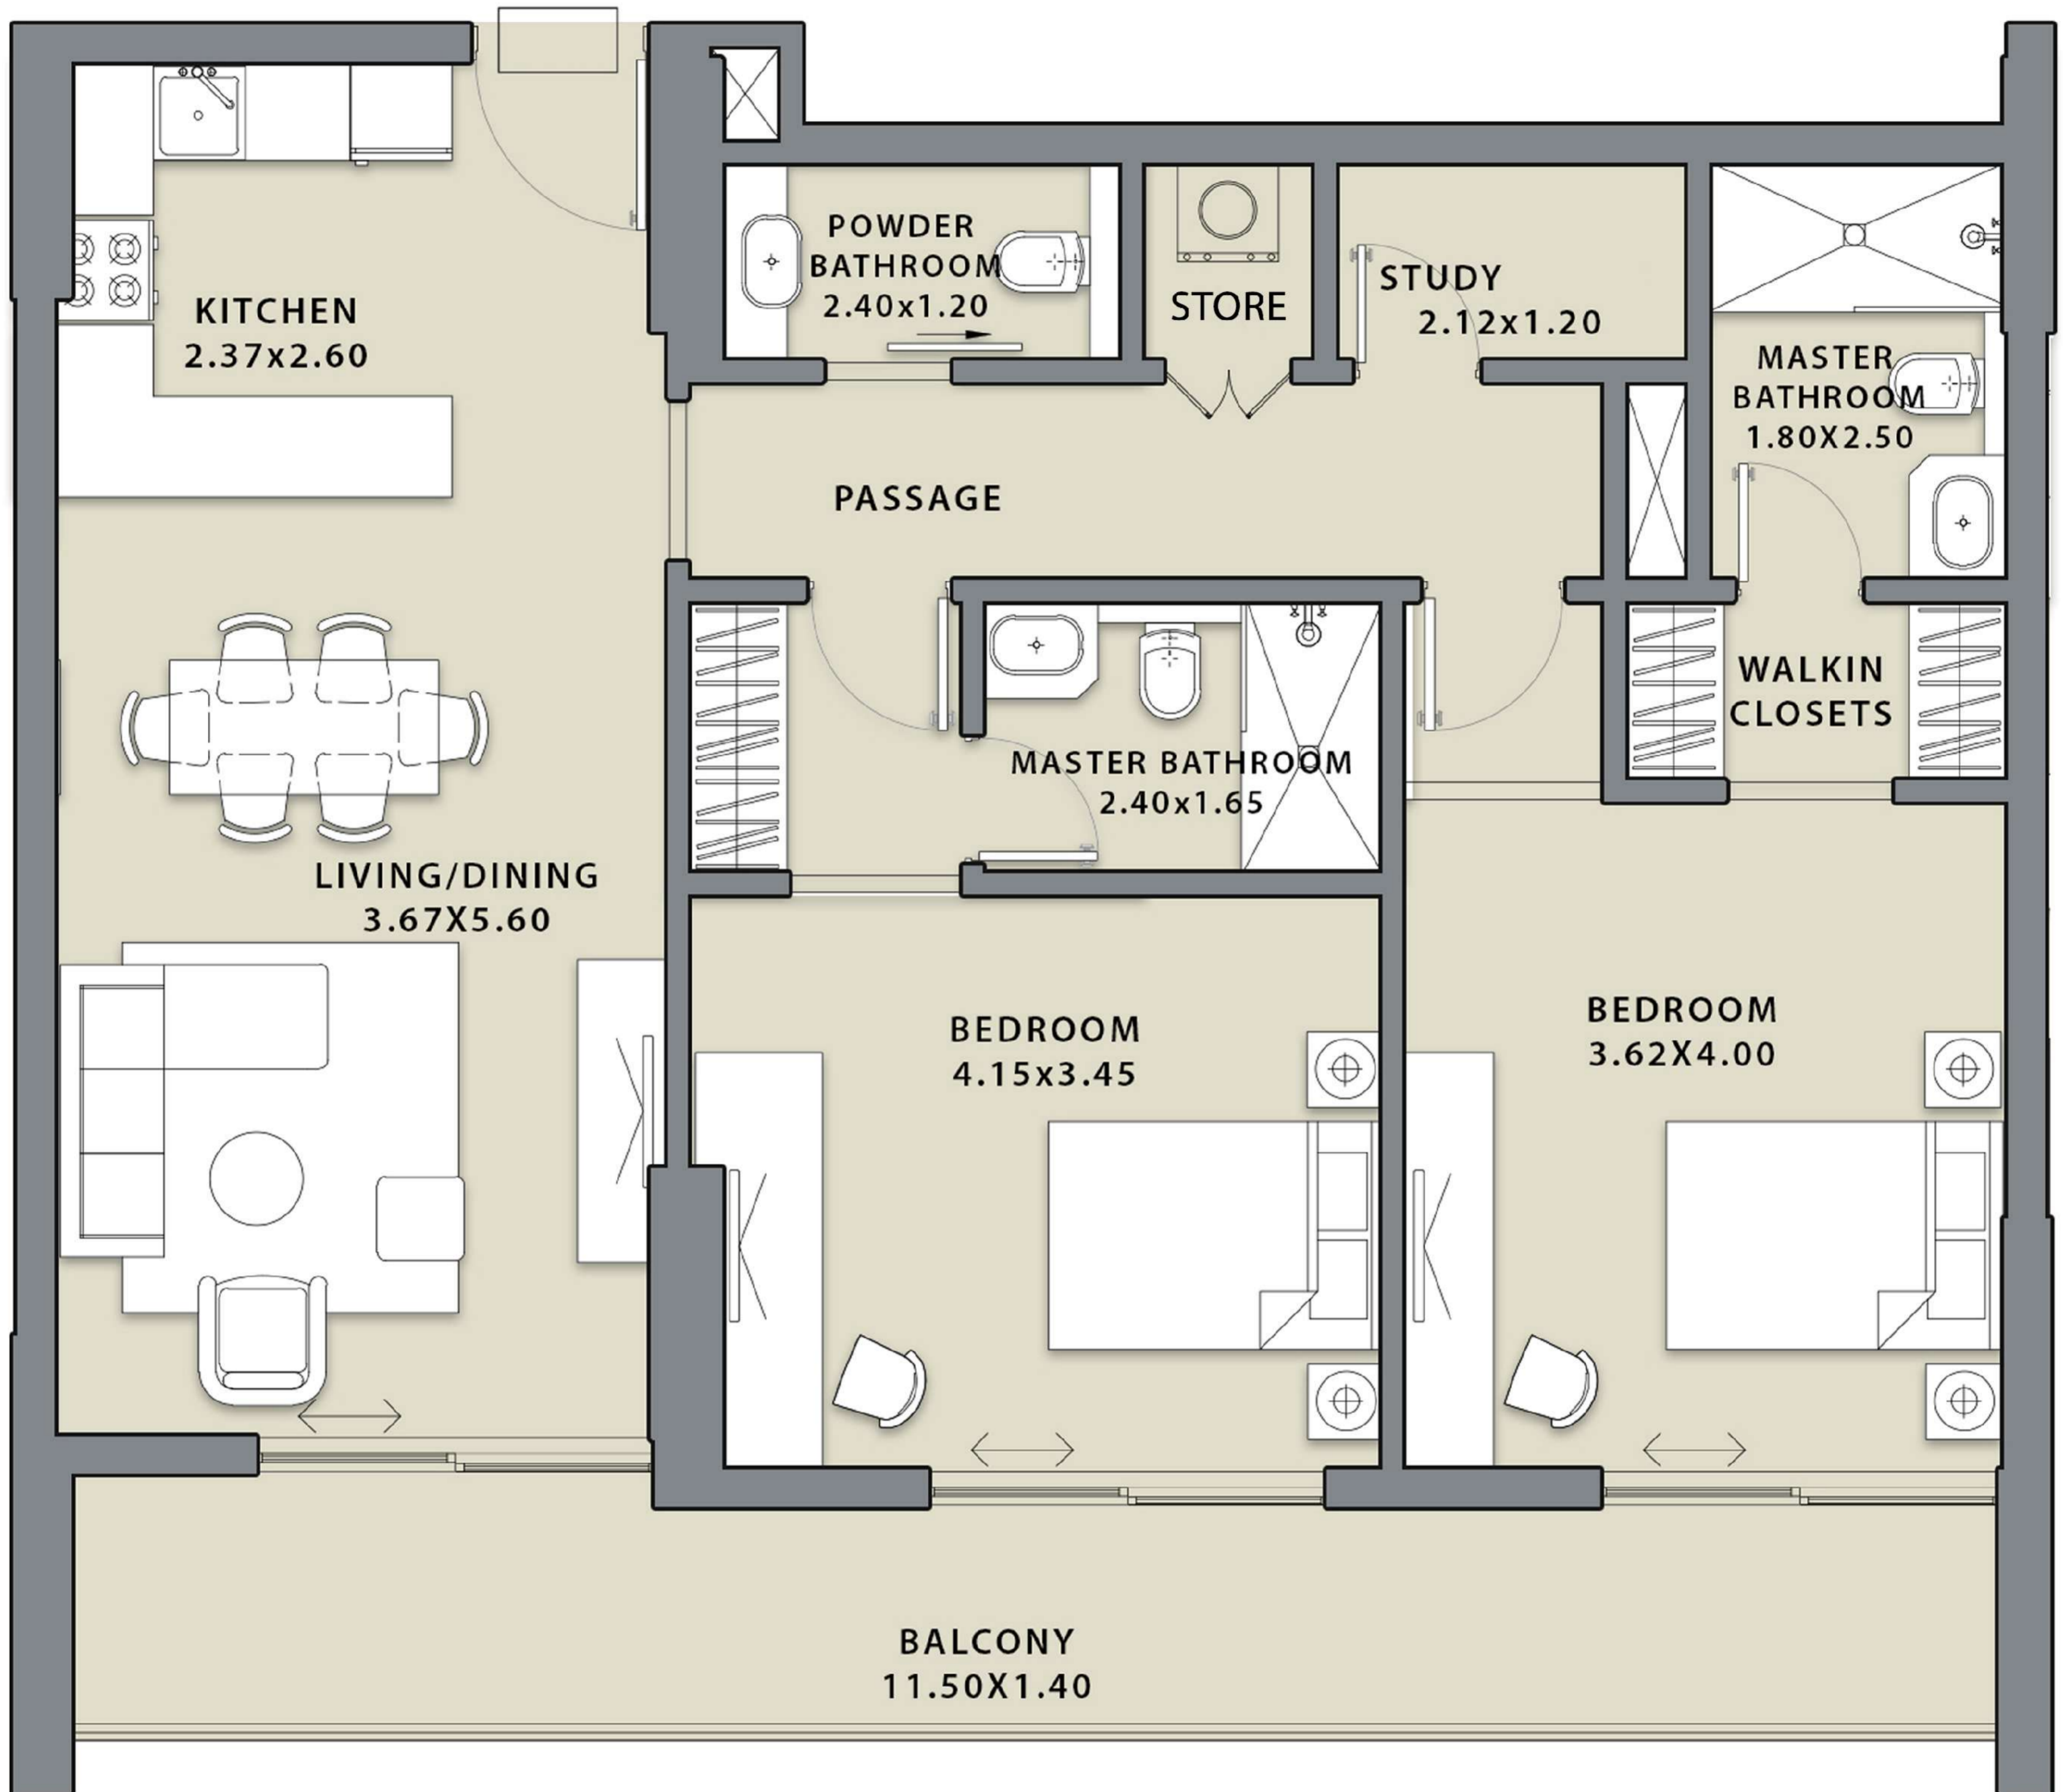 POWDER
BATHROOM
2.40x1.20
STORE
STUDY
2.12x1.20
KITCHEN
2.37x2.60
MASTER
BATHROOM
1.80X2.50
PASSAGE
WALKIN
CLOSETS
MASTER BATHROOM
2.40x1.65
LIVING/DINING
3.67X5.60
BEDROOM
4.15x3.45
BEDROOM
3.62X4.00
BALCONY
11.50X1.40